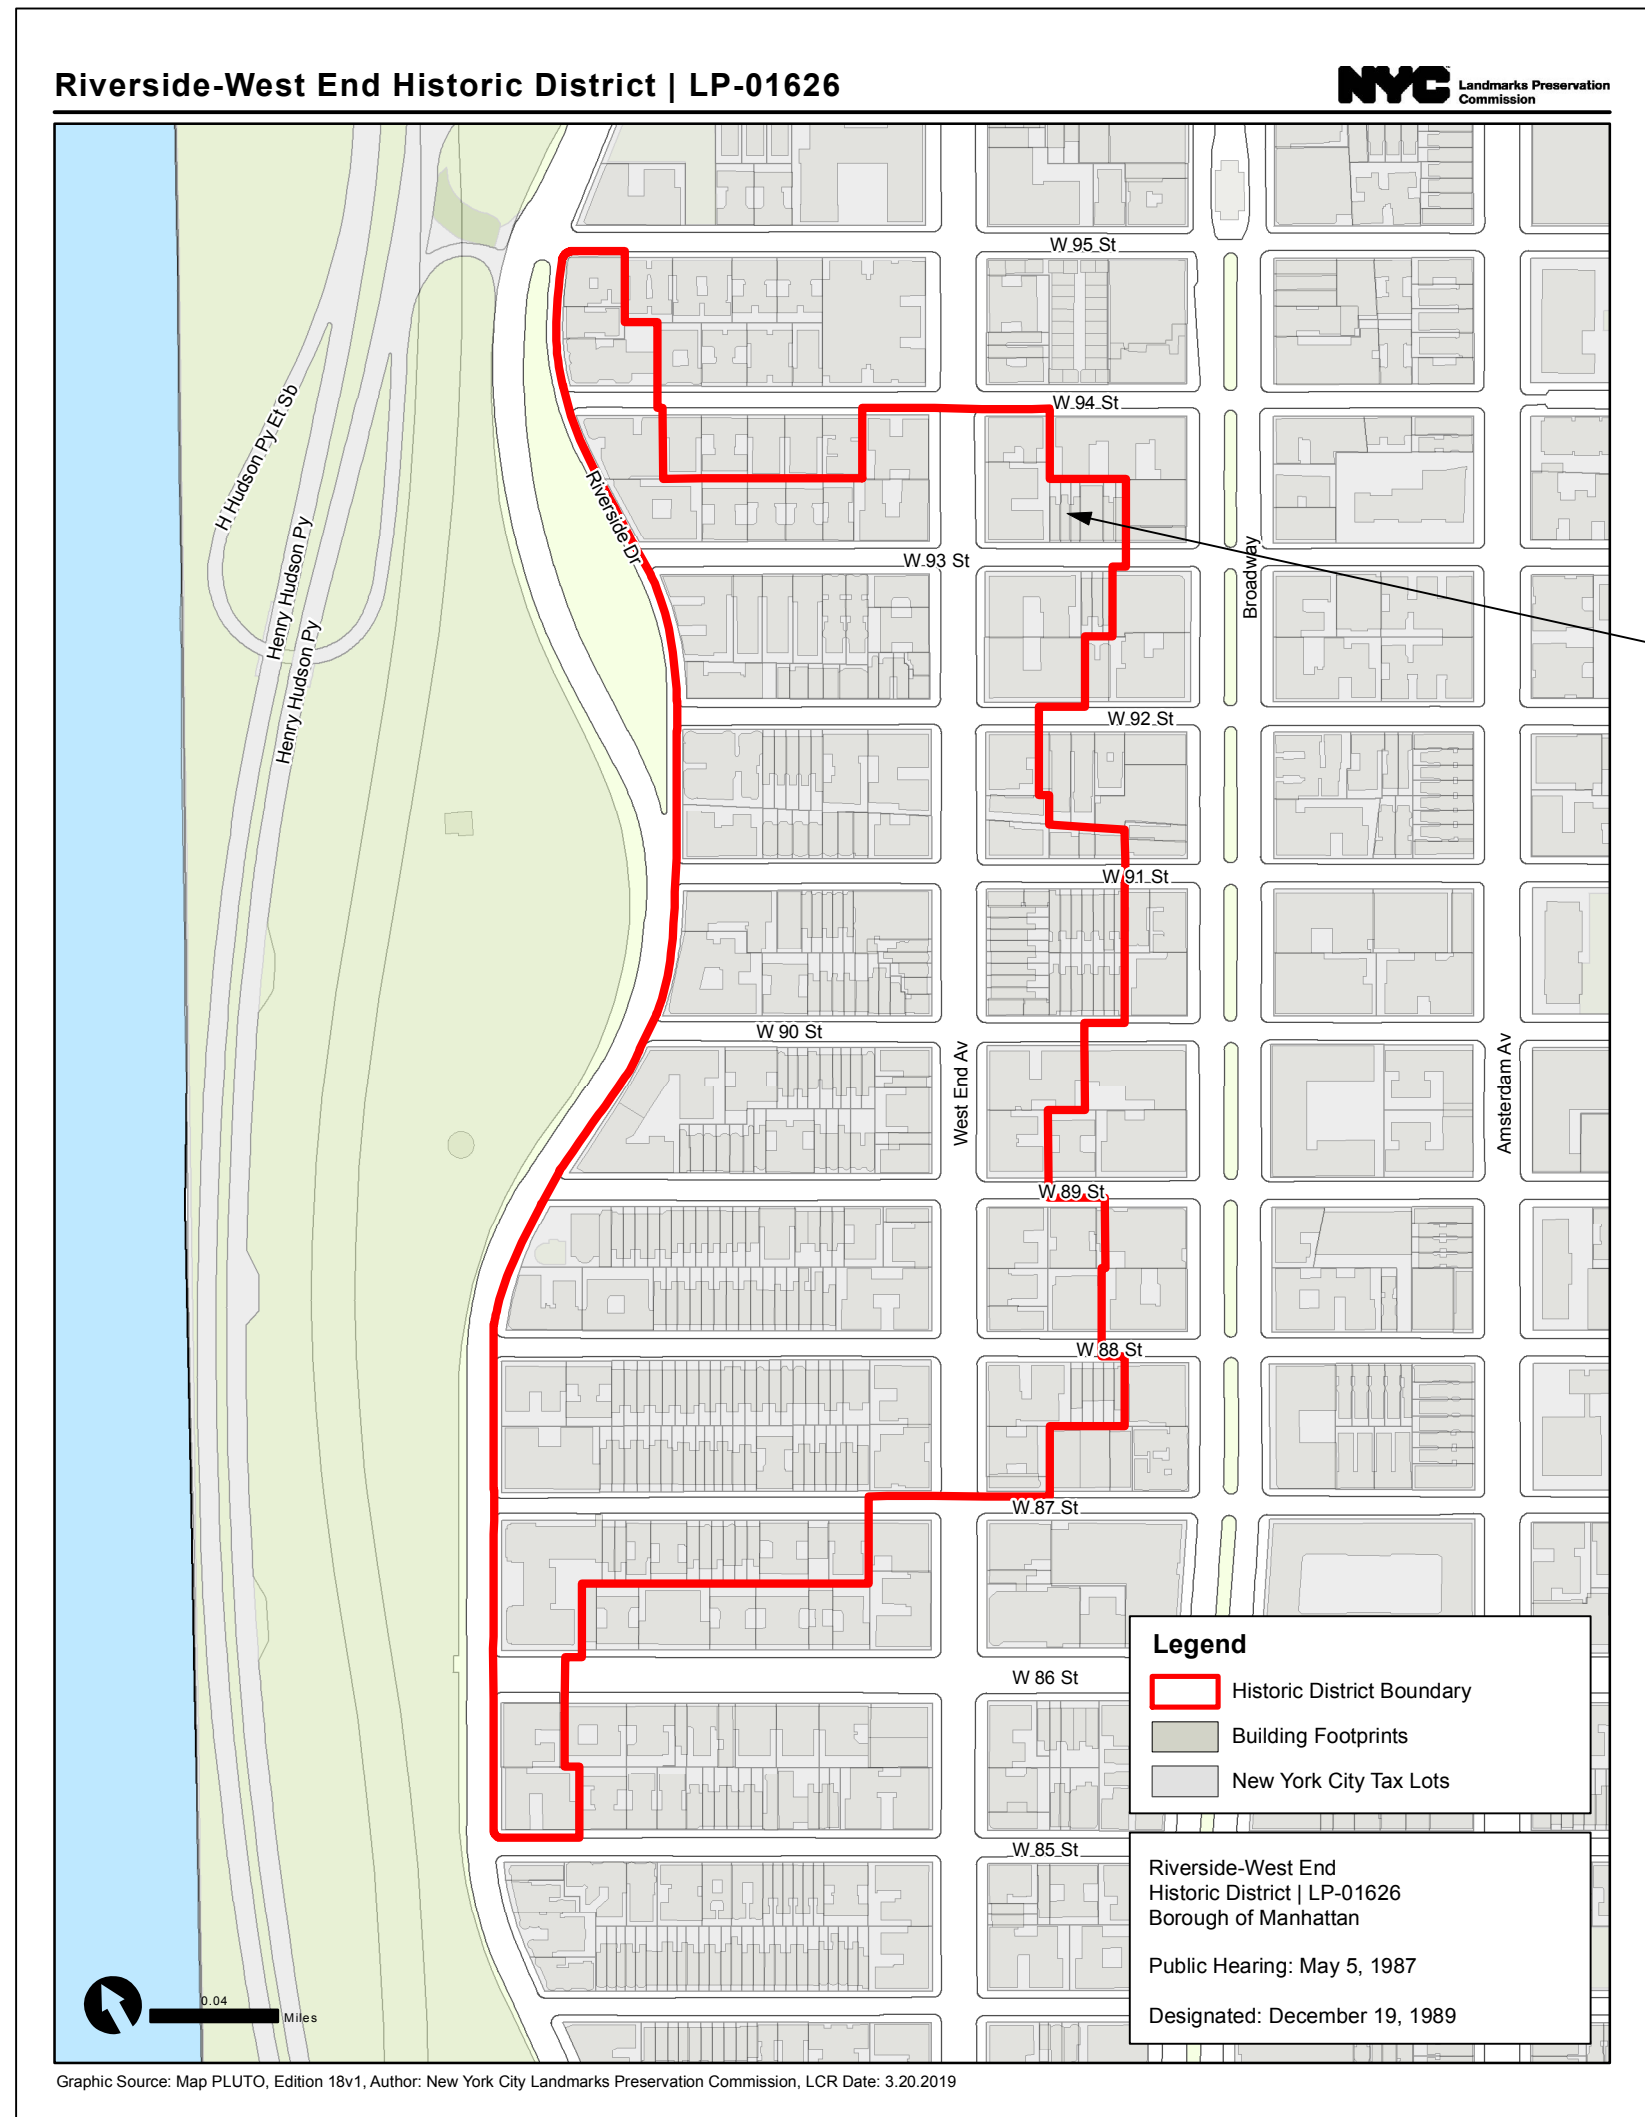 Riverside-West End Historic District | LP-01626
NYC
Landmarks Preservation
Commission
W 95 St
W 94 St
H Hudson Py Et Sb
Riverside Dr
Henry Hudson Py
W 93 St
Broadway
Henry Hudson Py
W 92 St
W 91 St
W 90 St
West End Av
Amsterdam Av
W 89 St
W 88 St
W 87 St
W 86 St
W 85 St
Legend
Historic District Boundary
Building Footprints
New York City Tax Lots
Riverside-West End
Historic District | LP-01626
Borough of Manhattan
Public Hearing: May 5, 1987
Designated: December 19, 1989
0.04
Miles
Graphic Source: Map PLUTO, Edition 18v1, Author: New York City Landmarks Preservation Commission, LCR Date: 3.20.2019